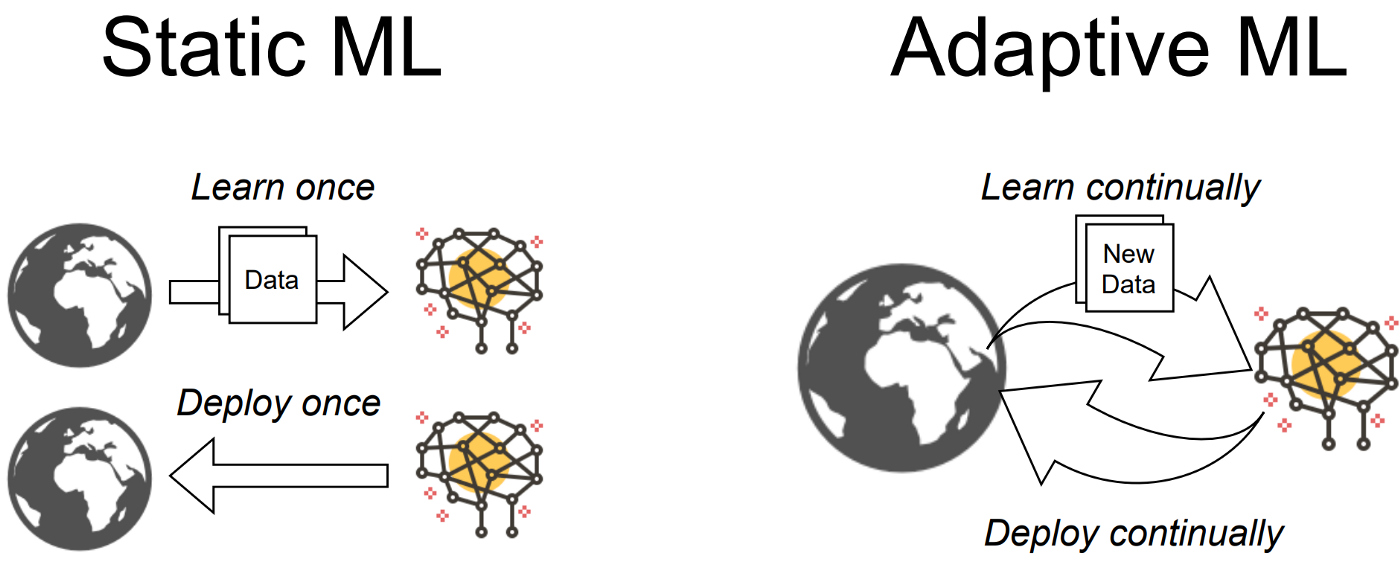 Static ML
Learn once
Data
Deploy once
Adaptive ML
Learn continually
New
Data
Deploy continually